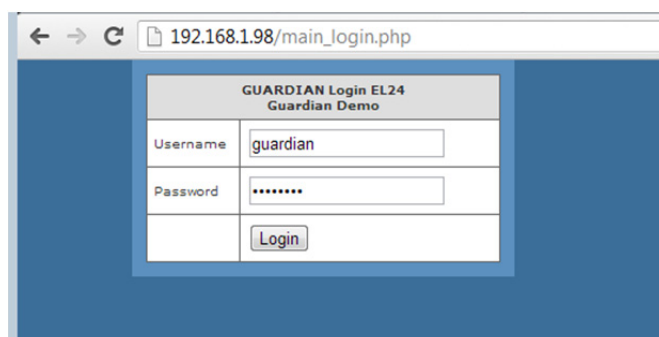 192.168.1.98/main_login.php
GUARDIAN Login EL24
Guardian Demo
Username guardian
Password ••••••••
Login